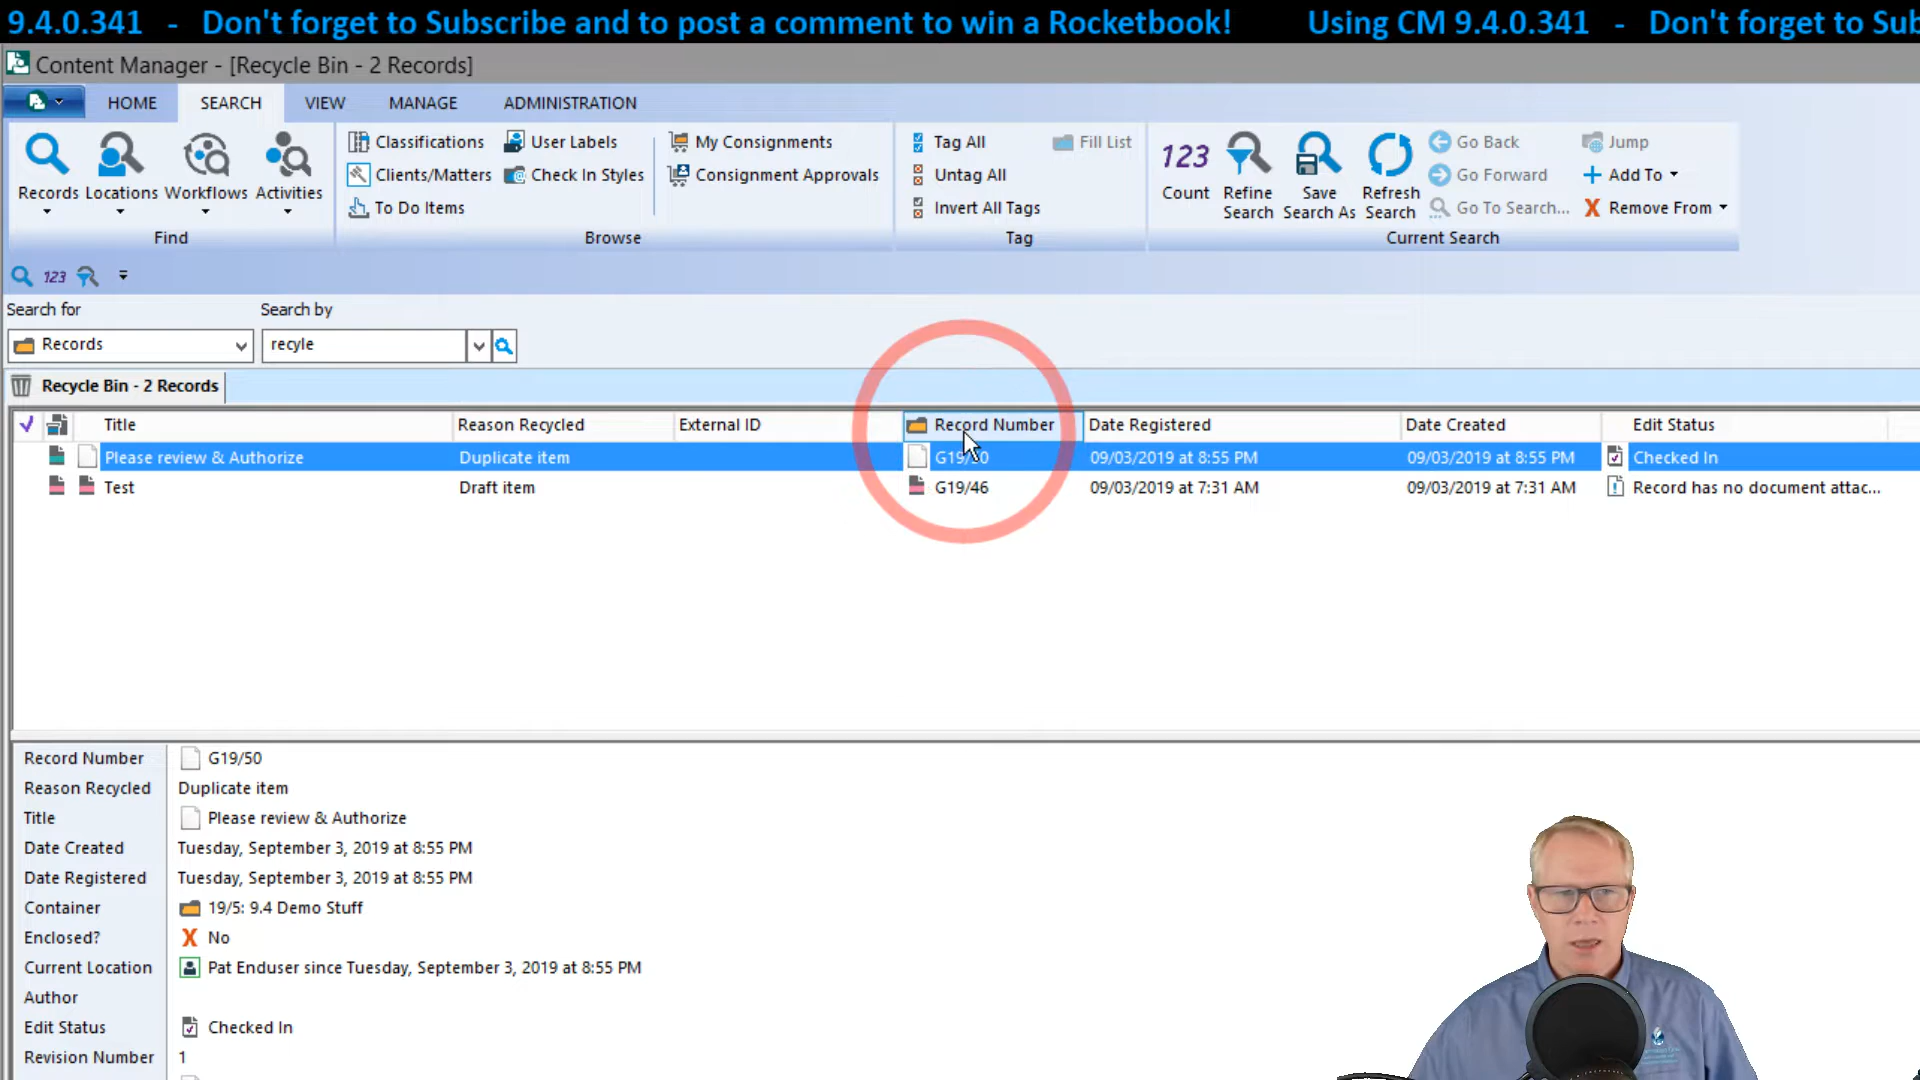 9.4.0.341 - Don't forget to Subscribe and to post a comment to win a Rocketbook! Using CM 9.4.0.341 - Don't forget to Sub
Content Manager - [Recycle Bin - 2 Records]
HOME SEARCH VIEW MANAGE ADMINISTRATION
Records Locations Workflows Activities
Find
Classifications User Labels
Clients/Matters Check In Styles
To Do Items
My Consignments
Consignment Approvals
Browse
Tag All Fill List
Untag All
Invert All Tags
Tag
123 Count
Refine Search
Save Search As
Refresh Search
Go Back Jump
Go Forward Add To
Go To Search... Remove From
Current Search
123
Search for Search by
Records recyle
Recycle Bin - 2 Records
Title Reason Recycled External ID Record Number Date Registered Date Created Edit Status
Please review & Authorize Duplicate item G19/50 09/03/2019 at 8:55 PM 09/03/2019 at 8:55 PM Checked In
Test Draft item G19/46 09/03/2019 at 7:31 AM 09/03/2019 at 7:31 AM Record has no document attac...
Record Number G19/50
Reason Recycled Duplicate item
Title Please review & Authorize
Date Created Tuesday, September 3, 2019 at 8:55 PM
Date Registered Tuesday, September 3, 2019 at 8:55 PM
Container 19/5: 9.4 Demo Stuff
Enclosed? No
Current Location Pat Enduser since Tuesday, September 3, 2019 at 8:55 PM
Author
Edit Status Checked In
Revision Number 1